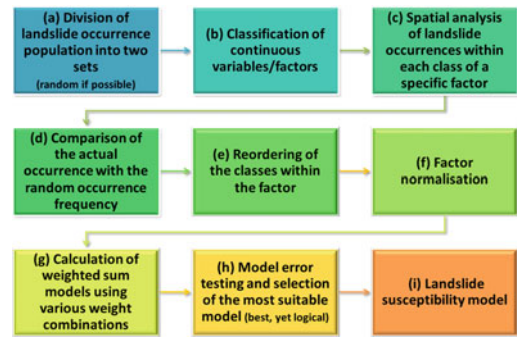 (a) Division of
landslide occurrence
population into two
sets
(random if possible)
(b) Classification of
continuous
variables/factors
(c) Spatial analysis
of landslide
occurrences within
each class of a
specific factor
(d) Comparison of
the actual
occurrence with the
random occurrence
frequency
(e) Reordering of
the classes within
the factor
(f) Factor
normalisation
(g) Calculation of
weighted sum
models using
various weight
combinations
(h) Model error
testing and selection
of the most suitable
model (best, yet logical)
(i) Landslide
susceptibility model